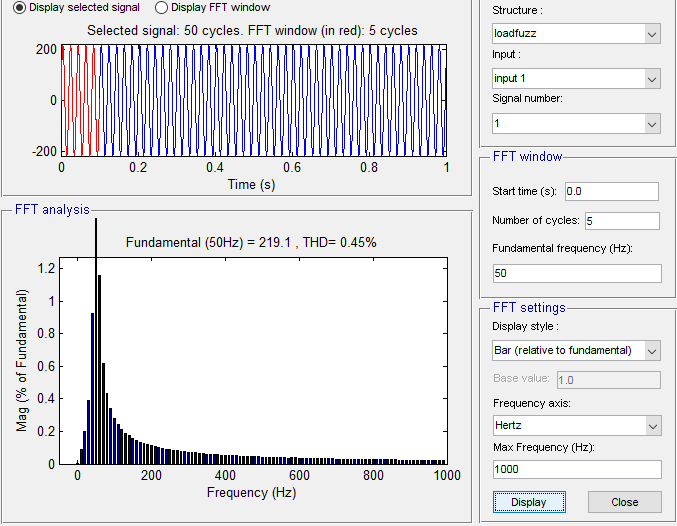 Display selected signal Display FFT window
Selected signal: 50 cycles. FFT window (in red): 5 cycles
200
0
-200
0 0.2 0.4 0.6 0.8 1
Time (s)
FFT analysis
Fundamental (50Hz) = 219.1 , THD= 0.45%
Mag (% of Fundamental)
1.2
1
0.8
0.6
0.4
0.2
0
0 200 400 600 800 1000
Frequency (Hz)
Structure :
loadfuzz
Input :
input 1
Signal number:
1
FFT window
Start time (s): 0.0
Number of cycles: 5
Fundamental frequency (Hz):
50
FFT settings
Display style :
Bar (relative to fundamental)
Base value: 1.0
Frequency axis:
Hertz
Max Frequency (Hz):
1000
Display Close